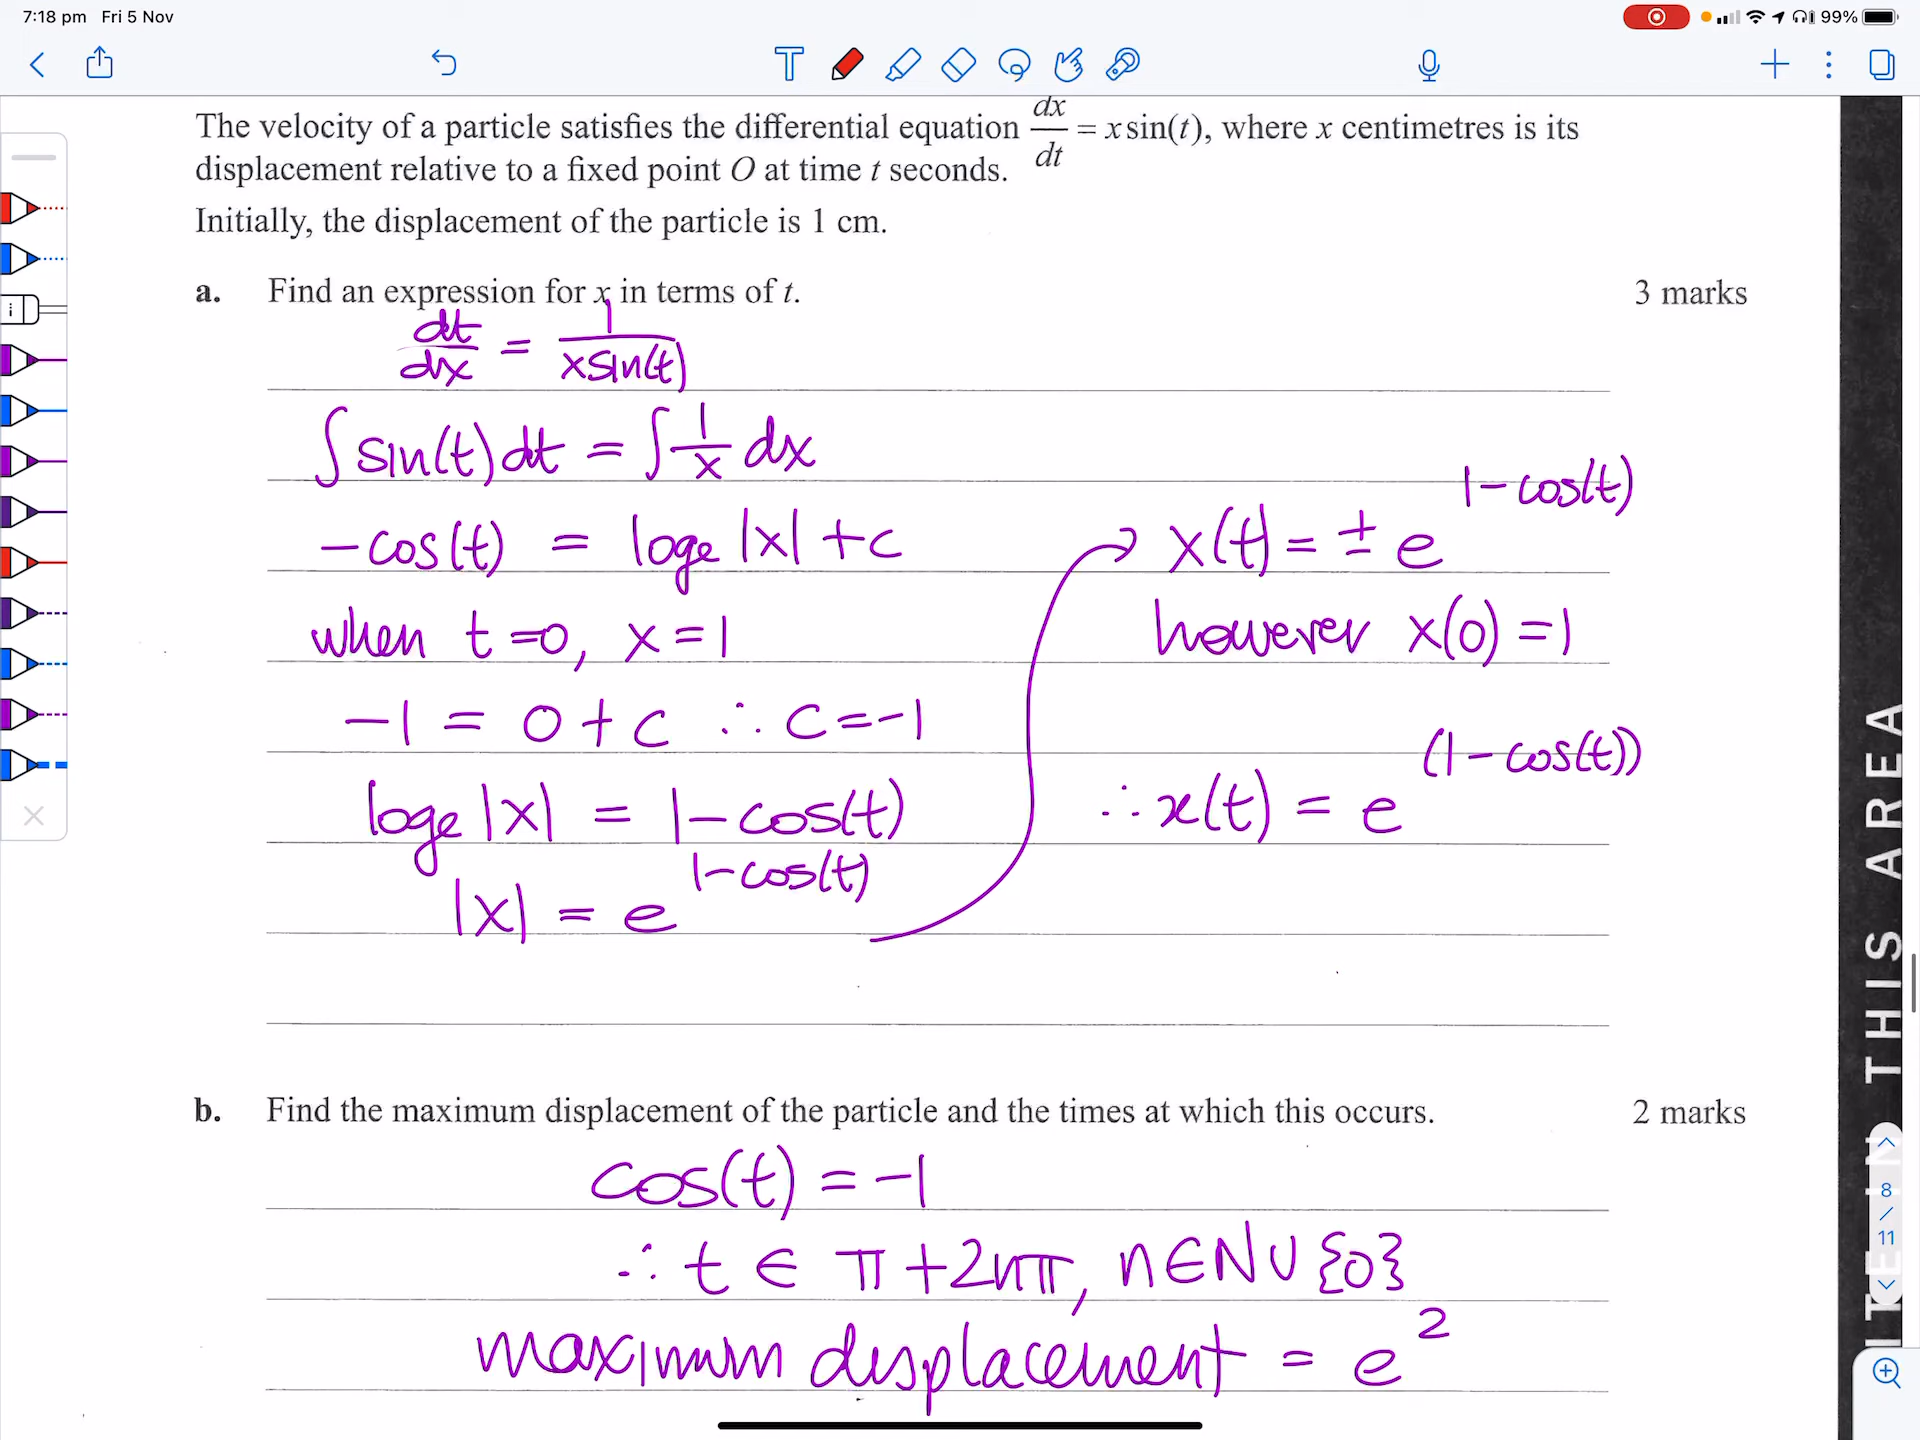 7:18 pm Fri 5 Nov
99%
The velocity of a particle satisfies the differential equation dx/dt = x sin(t), where x centimetres is its
displacement relative to a fixed point O at time t seconds.
Initially, the displacement of the particle is 1 cm.
a. Find an expression for x in terms of t. 3 marks
dt/dx = 1/xsin(t)
∫ sin(t) dt = ∫ 1/x dx
-cos(t) = loge |x| + c
when t = 0, x = 1
-1 = 0 + c ∴ c = -1
loge |x| = 1-cos(t)
|x| = e^1-cos(t)
x(t) = ± e^1-cos(t)
however x(0) = 1
∴ x(t) = e^(1-cos(t))
b. Find the maximum displacement of the particle and the times at which this occurs. 2 marks
cos(t) = -1
∴ t ∈ π + 2nπ, n ∈ N ∪ {0}
maximum displacement = e^2
THIS AREA
8
/
11